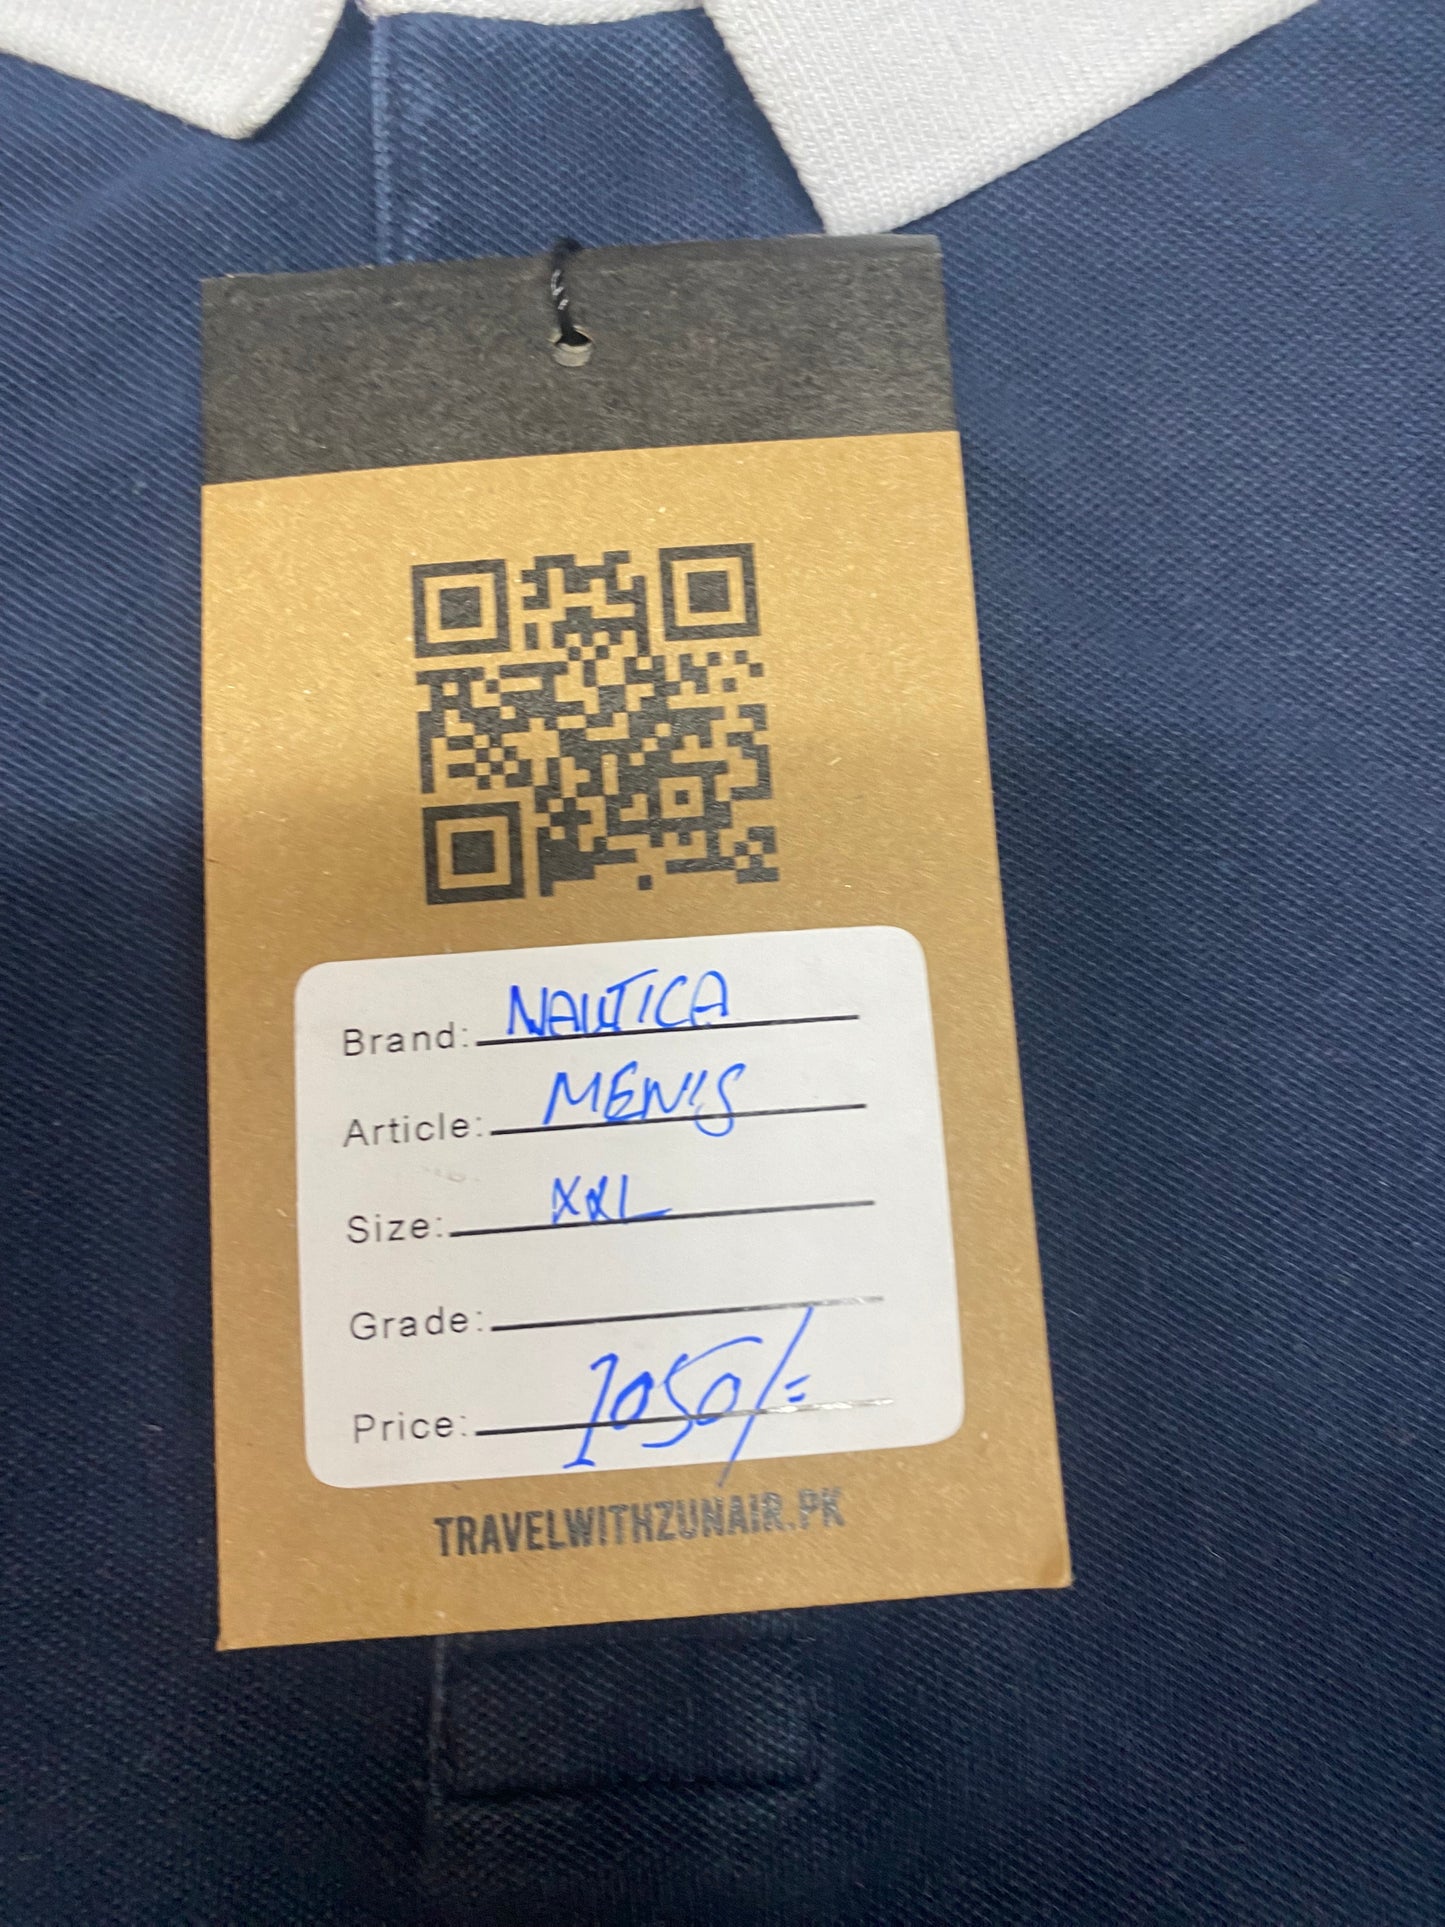 Brand: NAUTICA
Article: MEN'S
Size: XXL
Grade:
Price: 1050/=
TRAVELWITHZUNAIR.PK